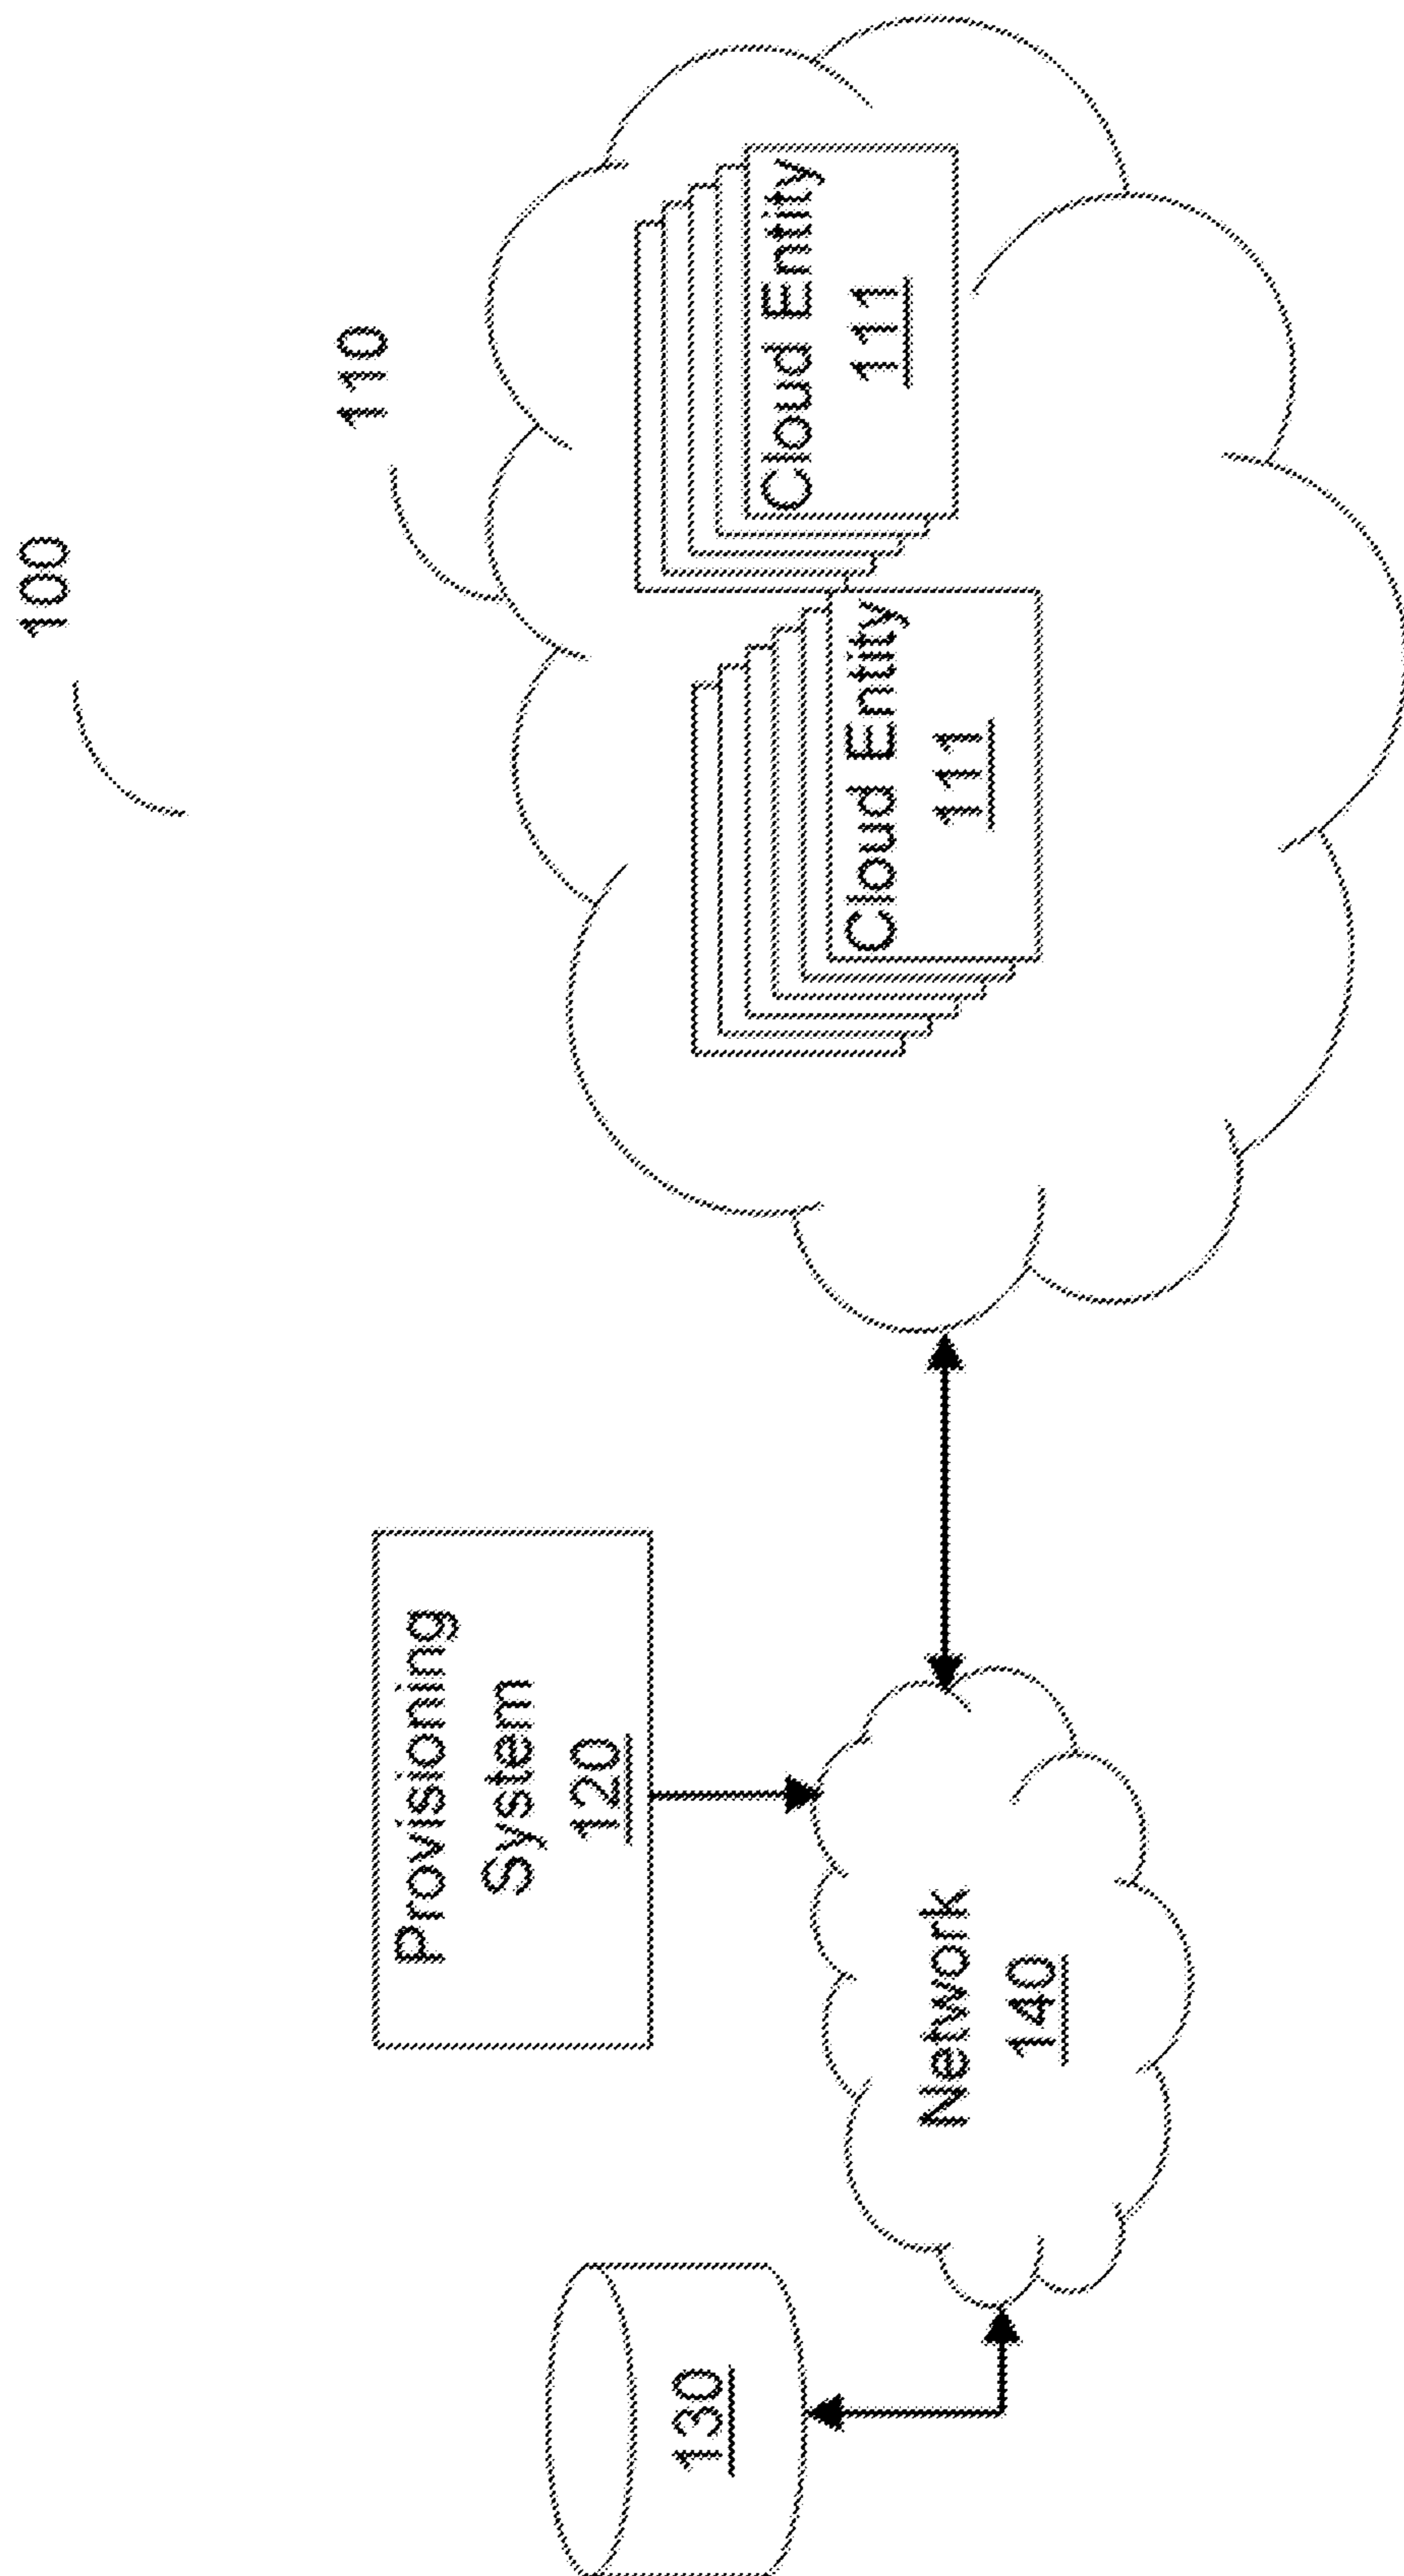 100
110
Cloud Entity
111
Cloud Entity
111
Provisioning
System
120
Network
140
130